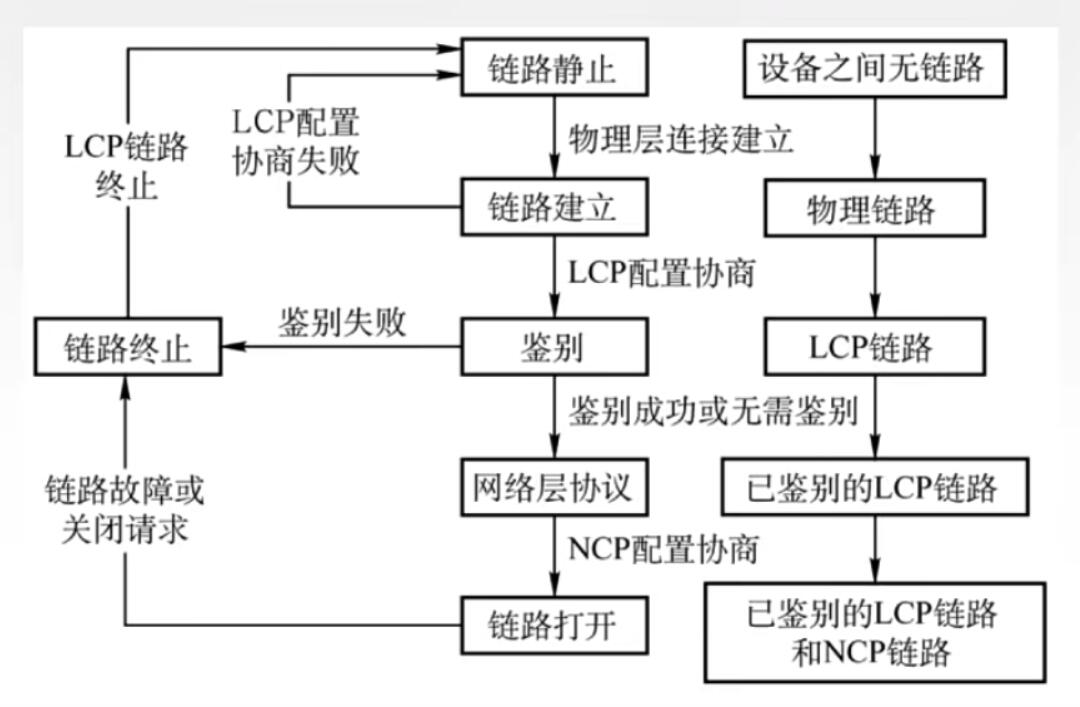 链路静止
设备之间无链路
LCP配置
协商失败
LCP链路
终止
物理层连接建立
链路建立
物理链路
LCP配置协商
鉴别失败
链路终止
鉴别
LCP链路
鉴别成功或无需鉴别
网络层协议
已鉴别的LCP链路
链路故障或
关闭请求
NCP配置协商
链路打开
已鉴别的LCP链路
和NCP链路